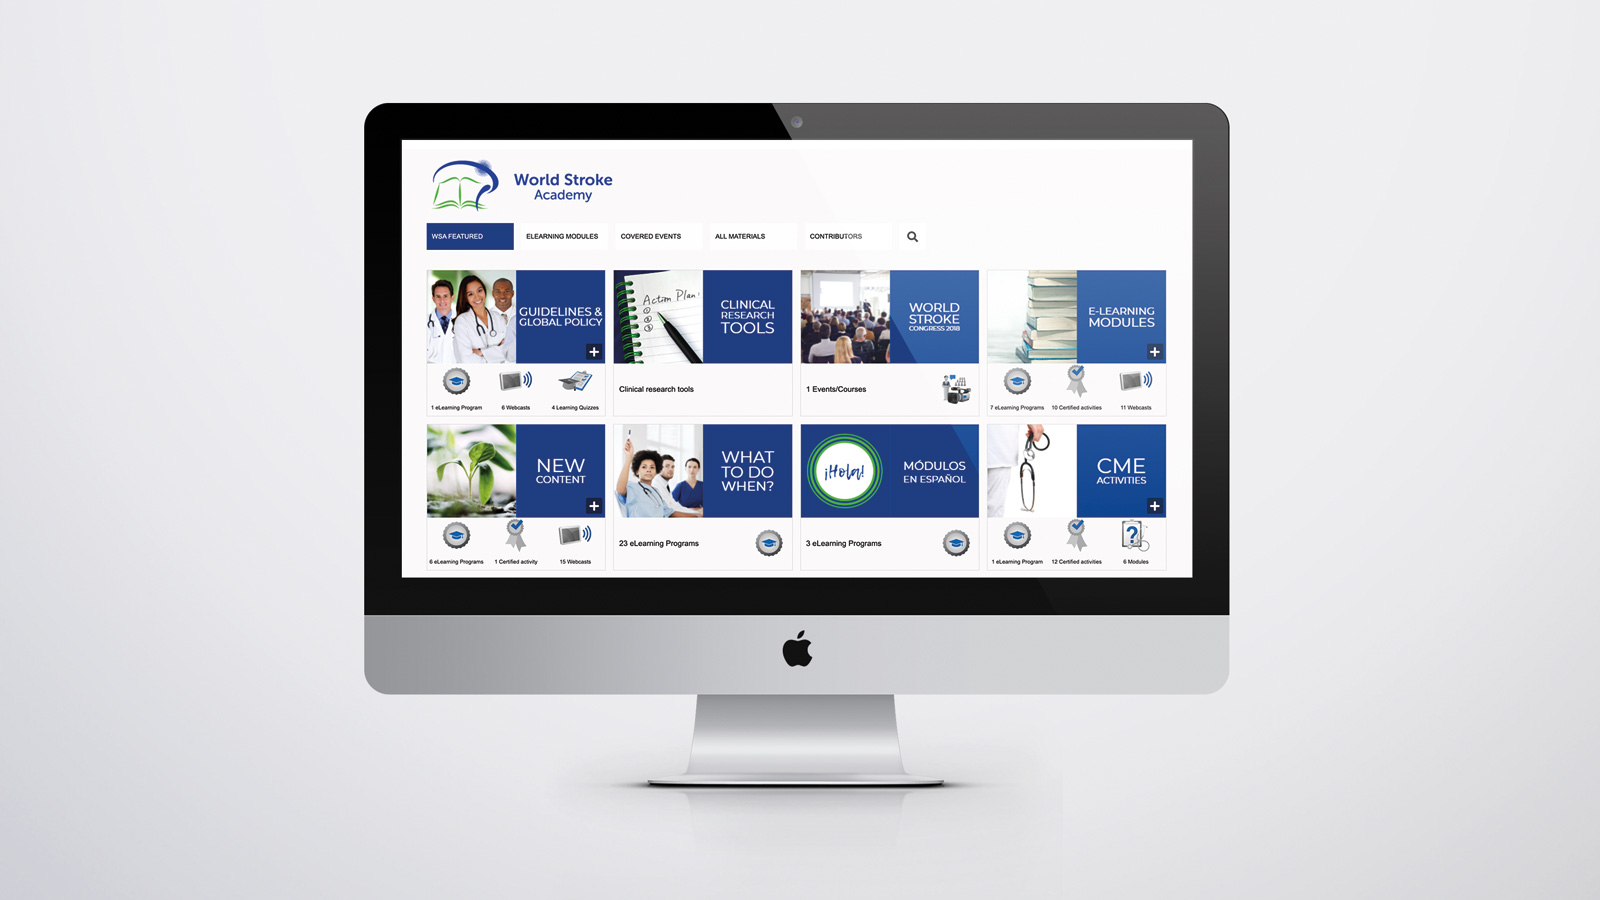 World Stroke
Academy
WSA FEATURED
ELEARNING MODULES
COVERED EVENTS
ALL MATERIALS
CONTRIBUTORS
GUIDELINES &
GLOBAL POLICY
1 eLearning Program
6 Webcasts
4 Learning Quizzes
Action Plan:
1
2
3
CLINICAL
RESEARCH
TOOLS
Clinical research tools
WORLD
STROKE
CONGRESS 2018
1 Events/Courses
E-LEARNING
MODULES
7 eLearning Programs
10 Certified activities
11 Webcasts
NEW
CONTENT
6 eLearning Programs
1 Certified activity
15 Webcasts
WHAT
TO DO
WHEN?
23 eLearning Programs
¡Hola!
MÓDULOS
EN ESPAÑOL
3 eLearning Programs
CME
ACTIVITIES
1 eLearning Program
12 Certified activities
?
6 Modules